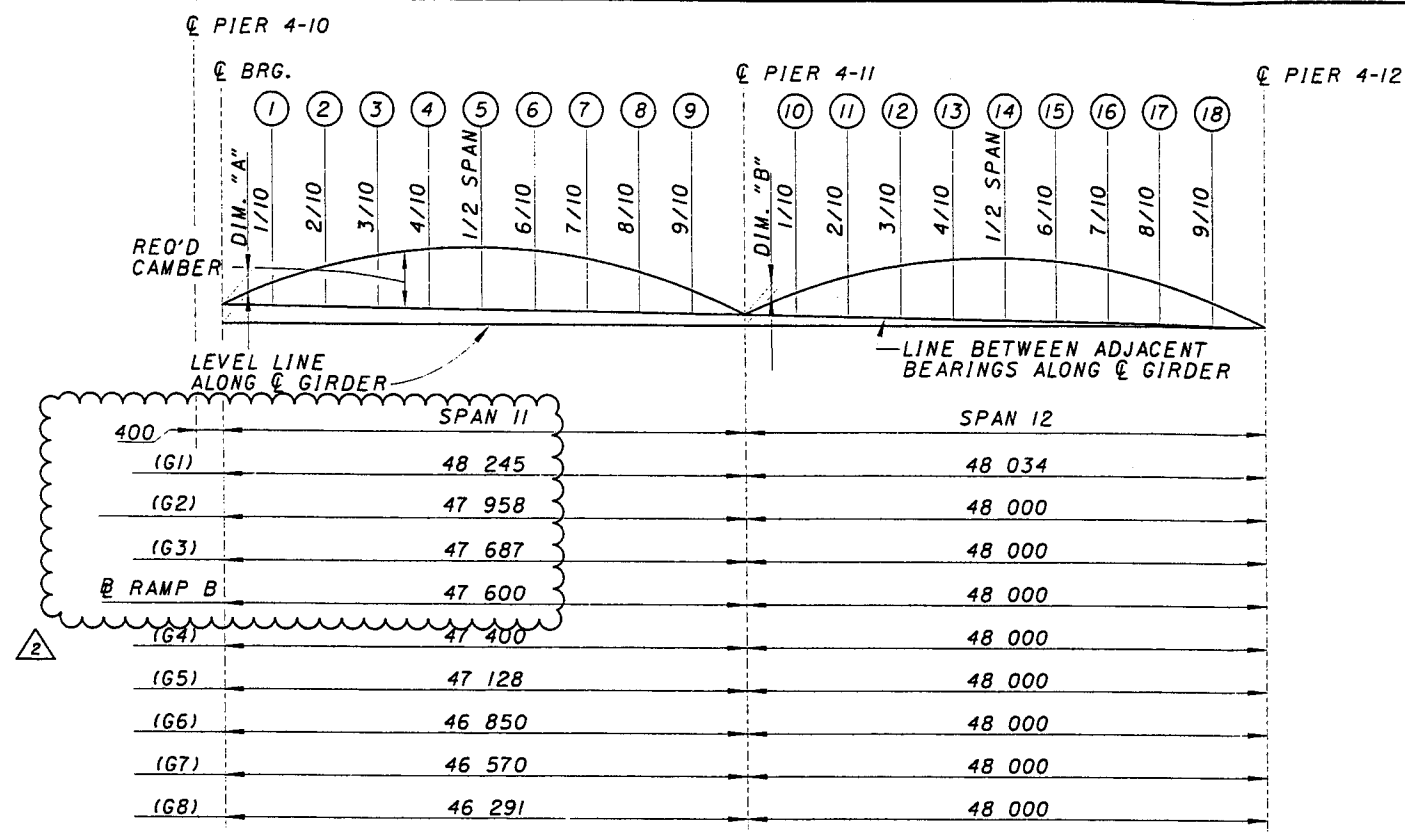 ℄ PIER 4-10
℄ BRG.
℄ PIER 4-11
℄ PIER 4-12
1 2 3 4 5 6 7 8 9 10 11 12 13 14 15 16 17 18
DIM. "A"
1/10
2/10
3/10
4/10
1/2 SPAN
6/10
7/10
8/10
9/10
DIM. "B"
1/10
2/10
3/10
4/10
1/2 SPAN
6/10
7/10
8/10
9/10
REQ'D
CAMBER
LEVEL LINE
ALONG ℄ GIRDER
LINE BETWEEN ADJACENT
BEARINGS ALONG ℄ GIRDER
400 SPAN 11 SPAN 12
(G1) 48 245 48 034
(G2) 47 958 48 000
(G3) 47 687 48 000
BL RAMP B 47 600 48 000
2
(G4) 47 400 48 000
(G5) 47 128 48 000
(G6) 46 850 48 000
(G7) 46 570 48 000
(G8) 46 291 48 000